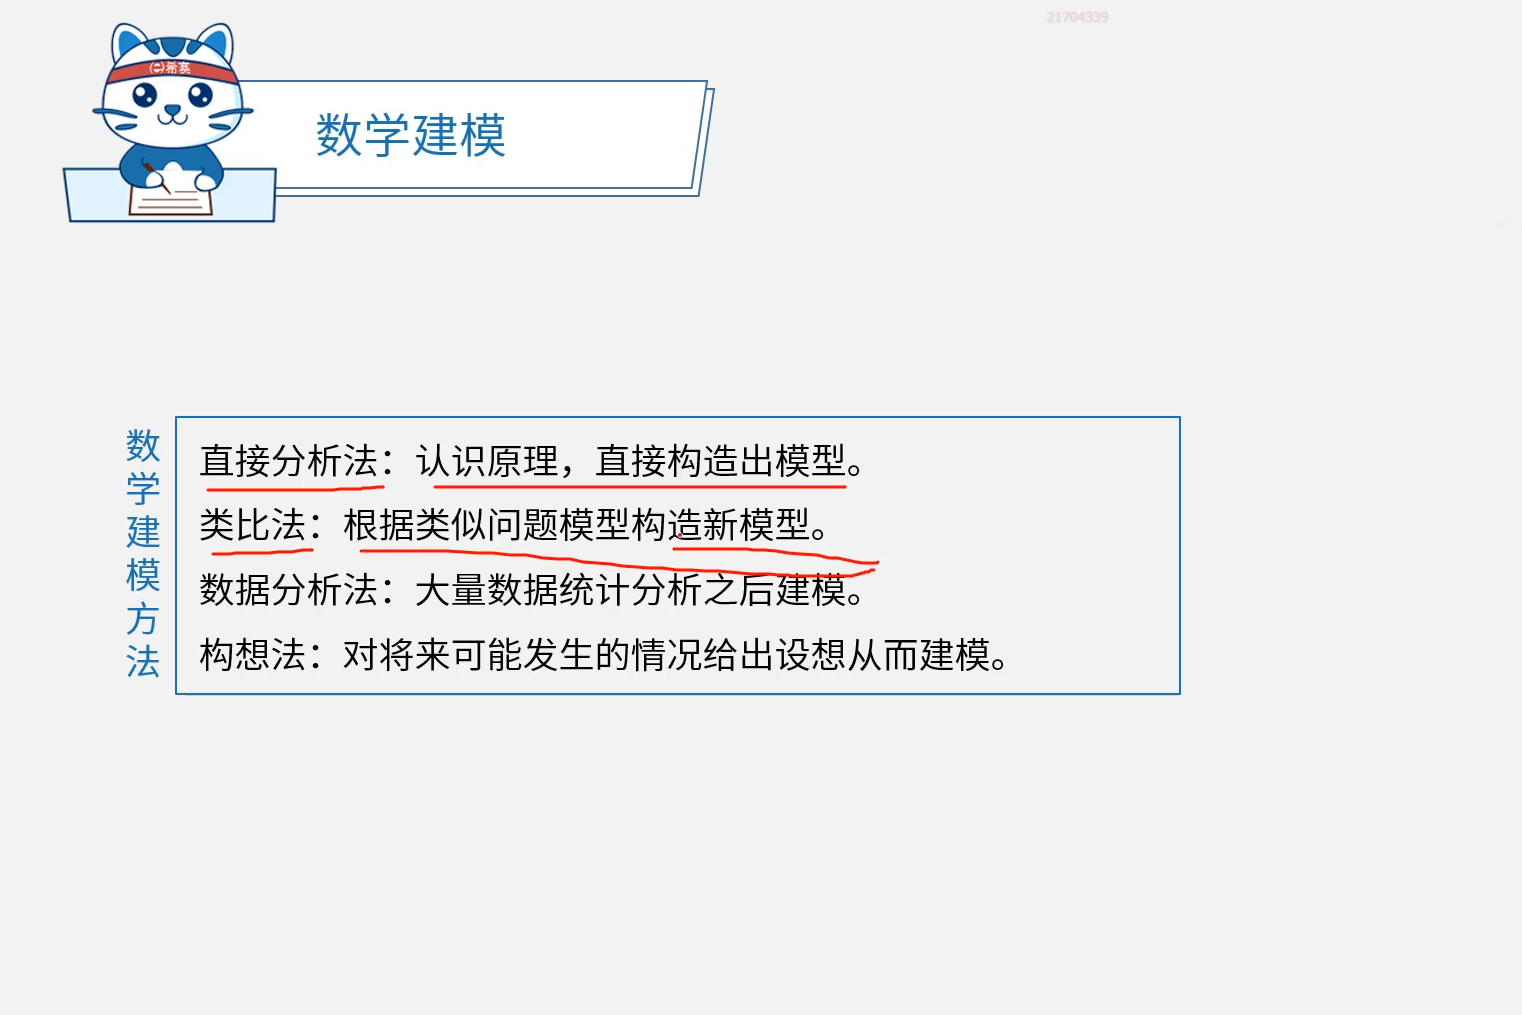 21704339
希赛
数学建模
数学建模方法
直接分析法：认识原理，直接构造出模型。
类比法：根据类似问题模型构造新模型。
数据分析法：大量数据统计分析之后建模。
构想法：对将来可能发生的情况给出设想从而建模。